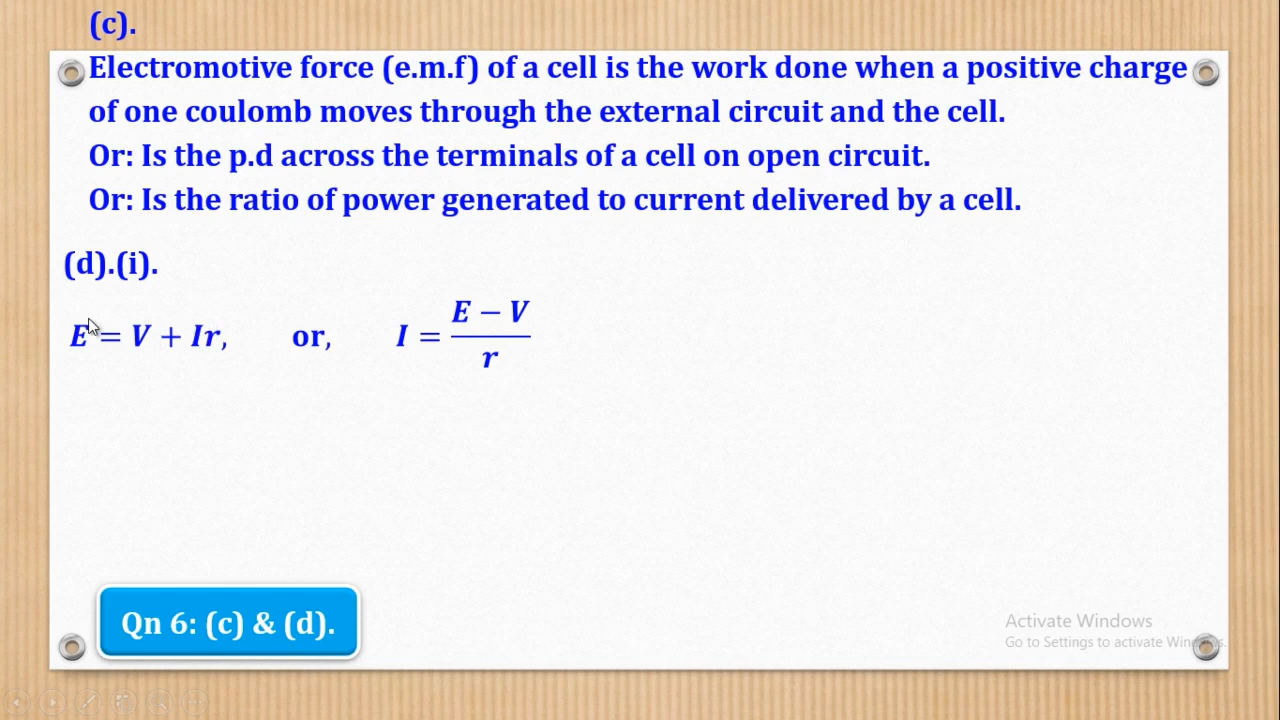 (c).
Electromotive force (e.m.f) of a cell is the work done when a positive charge
of one coulomb moves through the external circuit and the cell.
Or: Is the p.d across the terminals of a cell on open circuit.
Or: Is the ratio of power generated to current delivered by a cell.
(d).(i).
E = V + Ir, or, I = \frac{E − V}{r}
Qn 6: (c) & (d).
Activate Windows
Go to Settings to activate Windows.